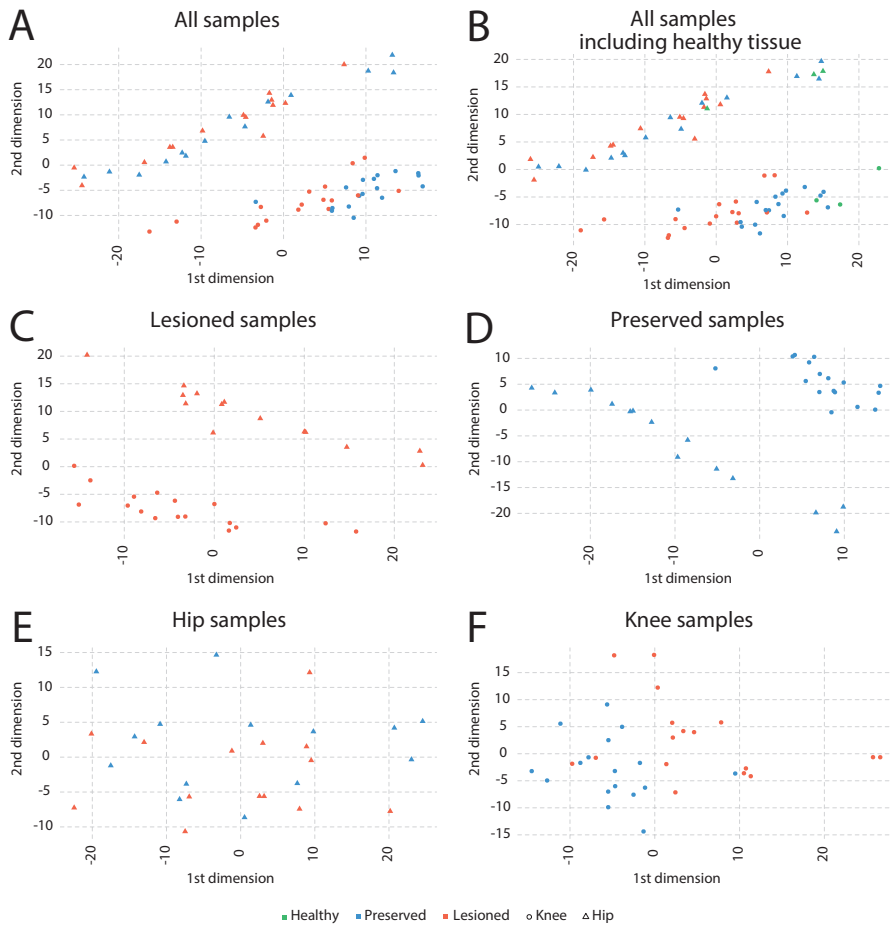 A
All samples
20
15
10
5
0
-5
-10
2nd dimension
-20
-10
0
10
1st dimension
B
All samples
including healthy tissue
20
15
10
5
0
-5
-10
2nd dimension
-20
-10
0
10
20
1st dimension
C
Lesioned samples
20
15
10
5
0
-5
-10
2nd dimension
-10
0
10
20
1st dimension
D
Preserved samples
10
5
0
-5
-10
-15
-20
2nd dimension
-20
-10
0
10
1st dimension
E
Hip samples
15
10
5
0
-5
-10
2nd dimension
-20
-10
0
10
20
1st dimension
F
Knee samples
15
10
5
0
-5
-10
-15
2nd dimension
-10
0
10
20
1st dimension
Healthy Preserved Lesioned Knee Hip